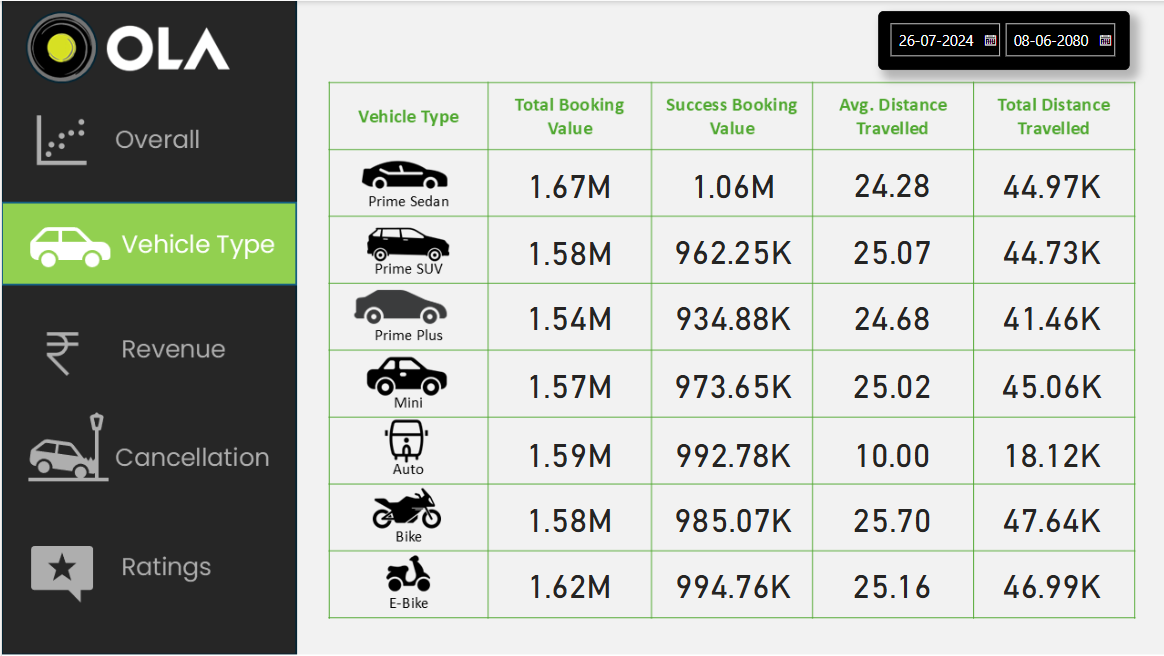 OLA
26-07-2024 08-06-2080
Overall
Vehicle Type
Revenue
Cancellation
Ratings
Vehicle Type
Total Booking
Value
Success Booking
Value
Avg. Distance
Travelled
Total Distance
Travelled
Prime Sedan 1.67M 1.06M 24.28 44.97K
Prime SUV 1.58M 962.25K 25.07 44.73K
Prime Plus 1.54M 934.88K 24.68 41.46K
Mini 1.57M 973.65K 25.02 45.06K
Auto 1.59M 992.78K 10.00 18.12K
Bike 1.58M 985.07K 25.70 47.64K
E-Bike 1.62M 994.76K 25.16 46.99K